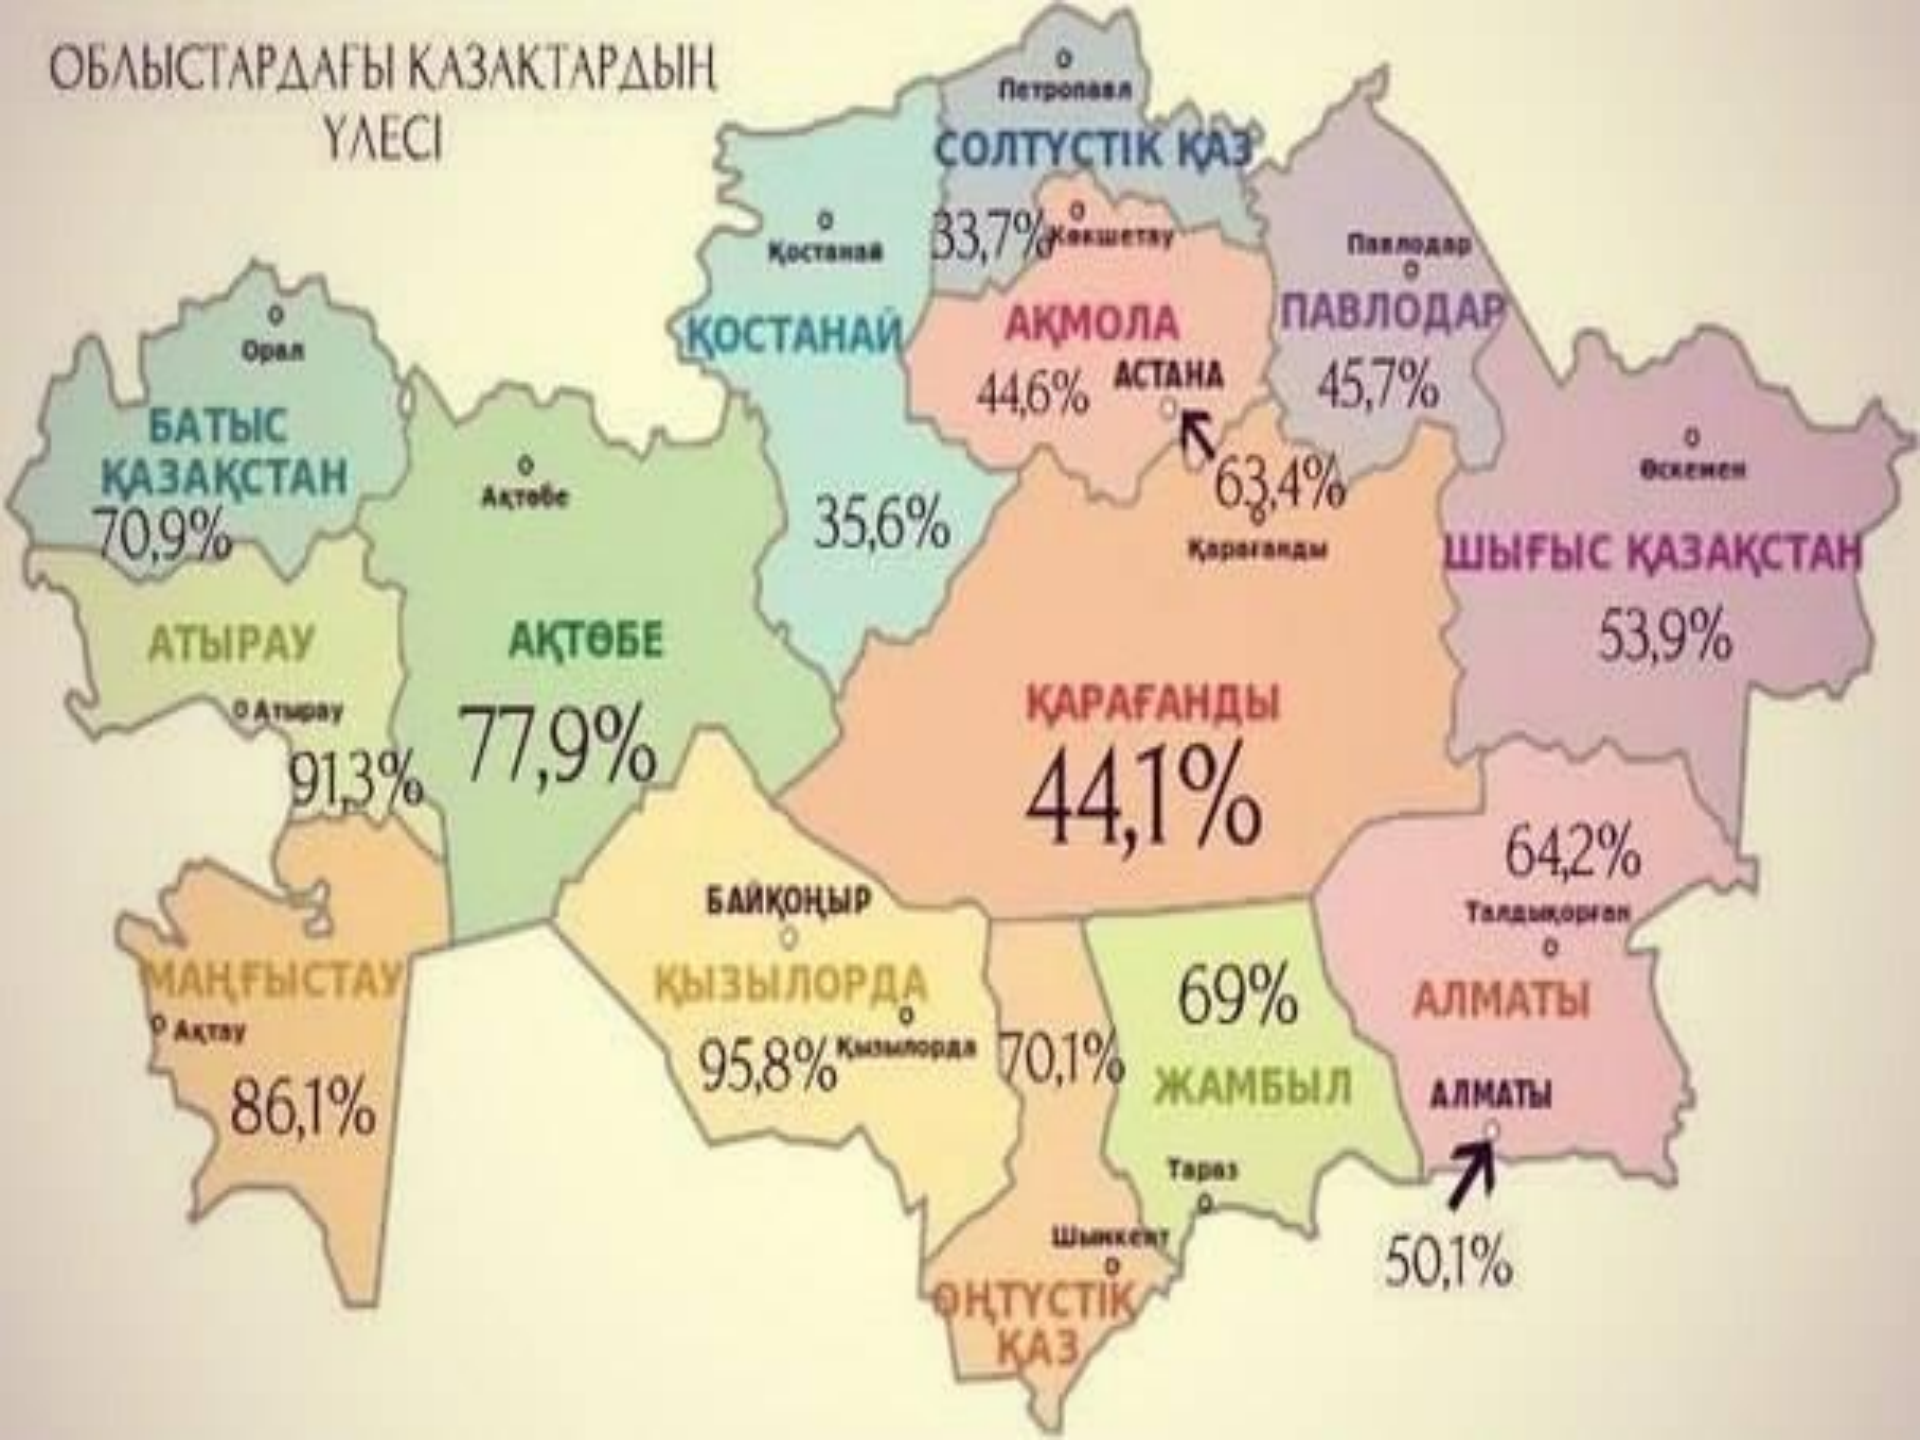 ОБЛЫСТАРДАҒЫ ҚАЗАҚТАРДЫҢ
ҮЛЕСІ
Петропавл
СОЛТҮСТІК ҚАЗ
33,7%
Көкшетау
Қостанай
ҚОСТАНАЙ
35,6%
АҚМОЛА
44,6%
АСТАНА
63,4%
Павлодар
ПАВЛОДАР
45,7%
Орал
БАТЫС
ҚАЗАҚСТАН
70,9%
Ақтөбе
АҚТӨБЕ
77,9%
Өскемен
ШЫҒЫС ҚАЗАҚСТАН
53,9%
Қарағанды
ҚАРАҒАНДЫ
44,1%
АТЫРАУ
Атырау
91,3%
МАҢҒЫСТАУ
Ақтау
86,1%
БАЙҚОҢЫР
ҚЫЗЫЛОРДА
95,8%
Қызылорда
70,1%
Шымкент
ОҢТҮСТІК
ҚАЗ
69%
ЖАМБЫЛ
Тараз
64,2%
Талдықорған
АЛМАТЫ
АЛМАТЫ
50,1%